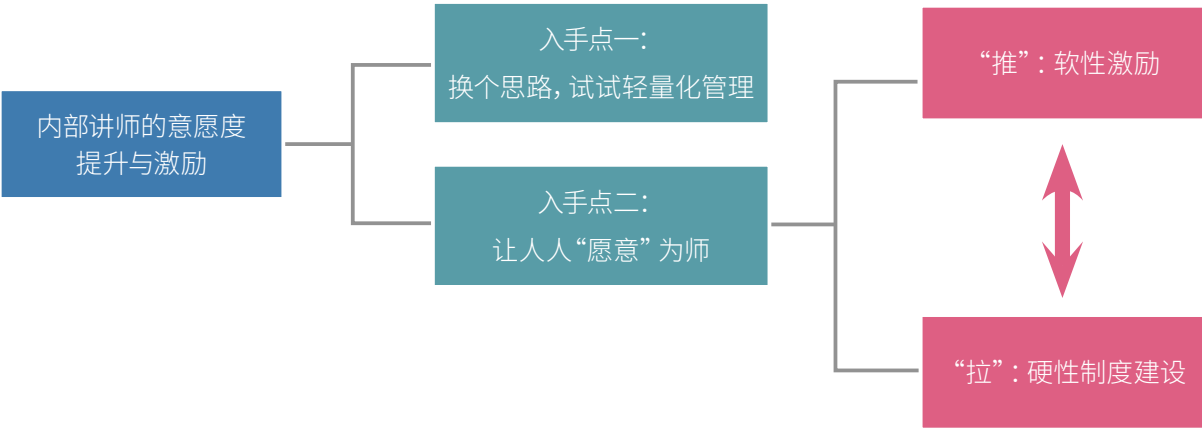 内部讲师的意愿度
提升与激励
入手点一：
换个思路，试试轻量化管理
入手点二：
让人人“愿意”为师
“推”：软性激励
“拉”：硬性制度建设